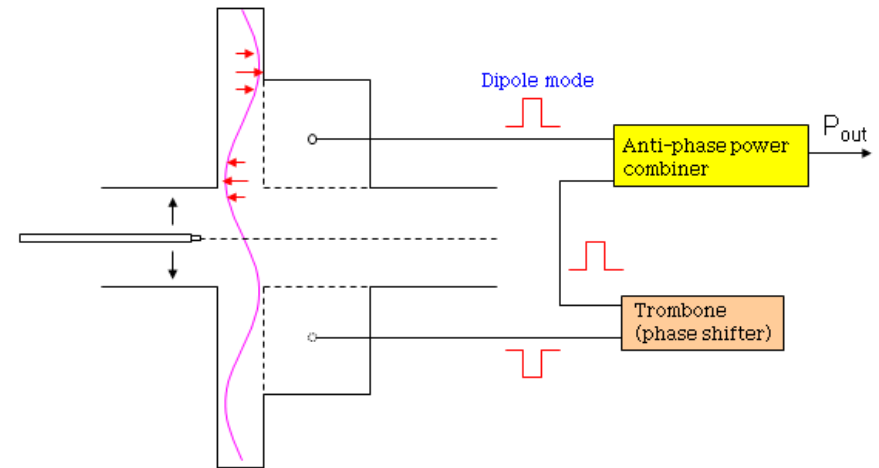 Dipole mode
Anti-phase power
combiner
Pout
Trombone
(phase shifter)